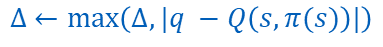 Δ ← max(Δ, |q − Q(s, π(s))|)